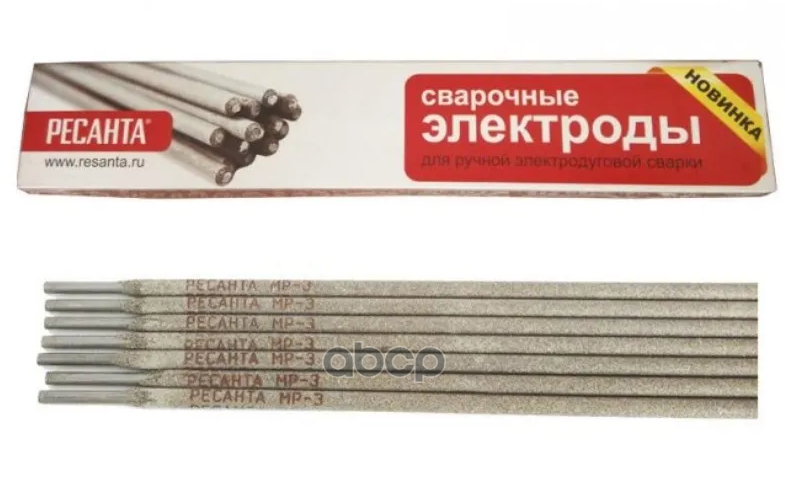 РЕСАНТА®
www.resanta.ru
сварочные
электроды
для ручной электродуговой сварки
НОВИНКА
РЕСАНТА МР-3
РЕСАНТА МР-3
РЕСАНТА МР-3
РЕСАНТА МР-3
РЕСАНТА МР-3
РЕСАНТА МР-3
РЕСАНТА МР-3
abcp